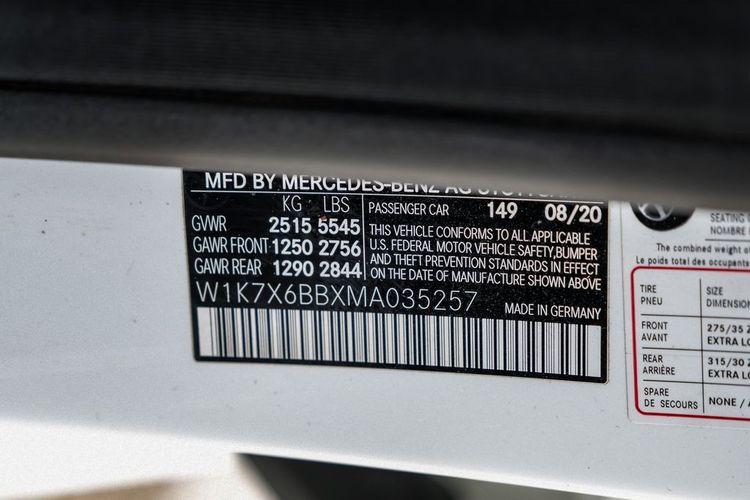 MFD BY MERCEDES-BENZ AG STUTTGART
KG LBS
GVWR 2515 5545
GAWR FRONT 1250 2756
GAWR REAR 1290 2844
PASSENGER CAR 149 08/20
THIS VEHICLE CONFORMS TO ALL APPLICABLE
U.S. FEDERAL MOTOR VEHICLE SAFETY, BUMPER
AND THEFT PREVENTION STANDARDS IN EFFECT
ON THE DATE OF MANUFACTURE SHOWN ABOVE
W1K7X6BBXMA035257
MADE IN GERMANY
SEATING
NOMBRE
The combined weight of
Le poids total des occupants
TIRE SIZE
PNEU DIMENSION
FRONT 275/35
AVANT EXTRA LO
REAR 315/30
ARRIÈRE EXTRA LO
SPARE NONE /
DE SECOURS